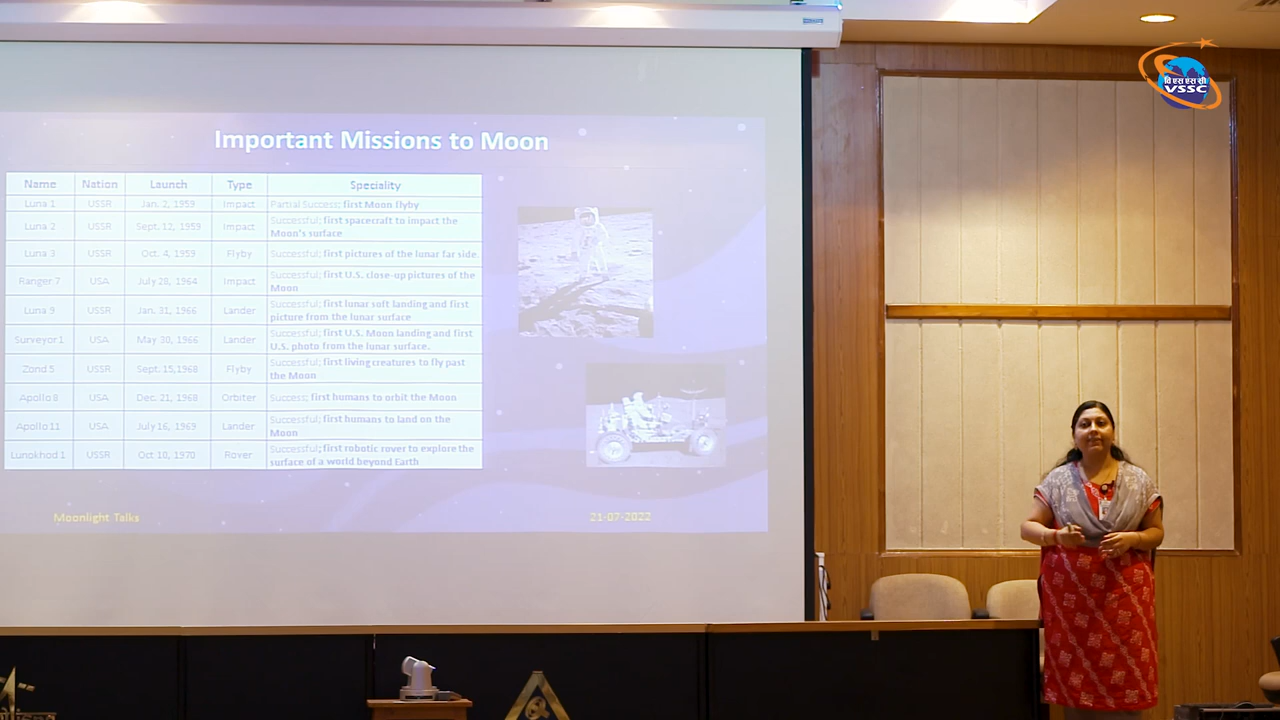 वि एस एस सी
VSSC
Important Missions to Moon
Name Nation Launch Type Speciality
Luna 1 USSR Jan. 2, 1959 Impact Partial Success; first Moon flyby
Luna 2 USSR Sept. 12, 1959 Impact Successful; first spacecraft to impact the
Moon's surface
Luna 3 USSR Oct. 4, 1959 Flyby Successful; first pictures of the lunar far side.
Ranger 7 USA July 28, 1964 Impact Successful; first U.S. close-up pictures of the
Moon
Luna 9 USSR Jan. 31, 1966 Lander Successful; first lunar soft landing and first
picture from the lunar surface
Surveyor 1 USA May 30, 1966 Lander Successful; first U.S. Moon landing and first
U.S. photo from the lunar surface.
Zond 5 USSR Sept. 15,1968 Flyby Successful; first living creatures to fly past
the Moon
Apollo 8 USA Dec. 21, 1968 Orbiter Success; first humans to orbit the Moon
Apollo 11 USA July 16, 1969 Lander Successful; first humans to land on the
Moon
Lunokhod 1 USSR Oct 10, 1970 Rover Successful; first robotic rover to explore the
surface of a world beyond Earth
Moonlight Talks 21-07-2022